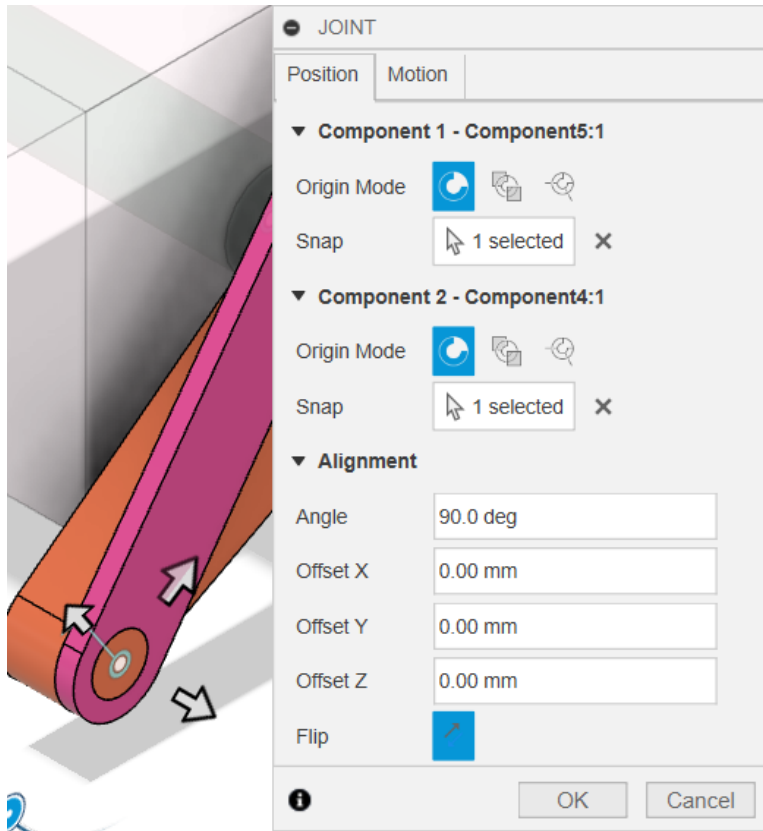 JOINT
Position Motion
Component 1 - Component5:1
Origin Mode
Snap 1 selected
Component 2 - Component4:1
Origin Mode
Snap 1 selected
Alignment
Angle 90.0 deg
Offset X 0.00 mm
Offset Y 0.00 mm
Offset Z 0.00 mm
Flip
OK Cancel